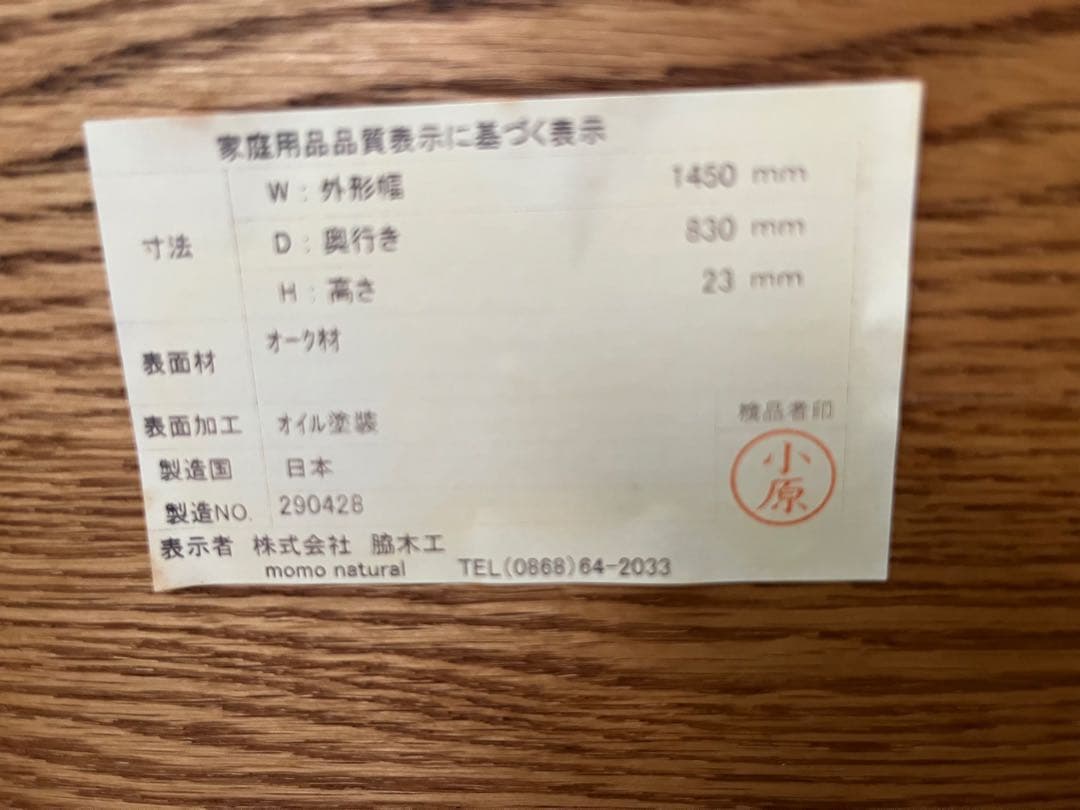 家庭用品品質表示に基づく表示
寸法
W : 外形幅 1450 mm
D : 奥行き 830 mm
H : 高さ 23 mm
表面材 オーク材
表面加工 オイル塗装
検品者印
小原
製造国 日本
製造NO. 290428
表示者 株式会社 脇木工
momo natural TEL(0868)64-2033